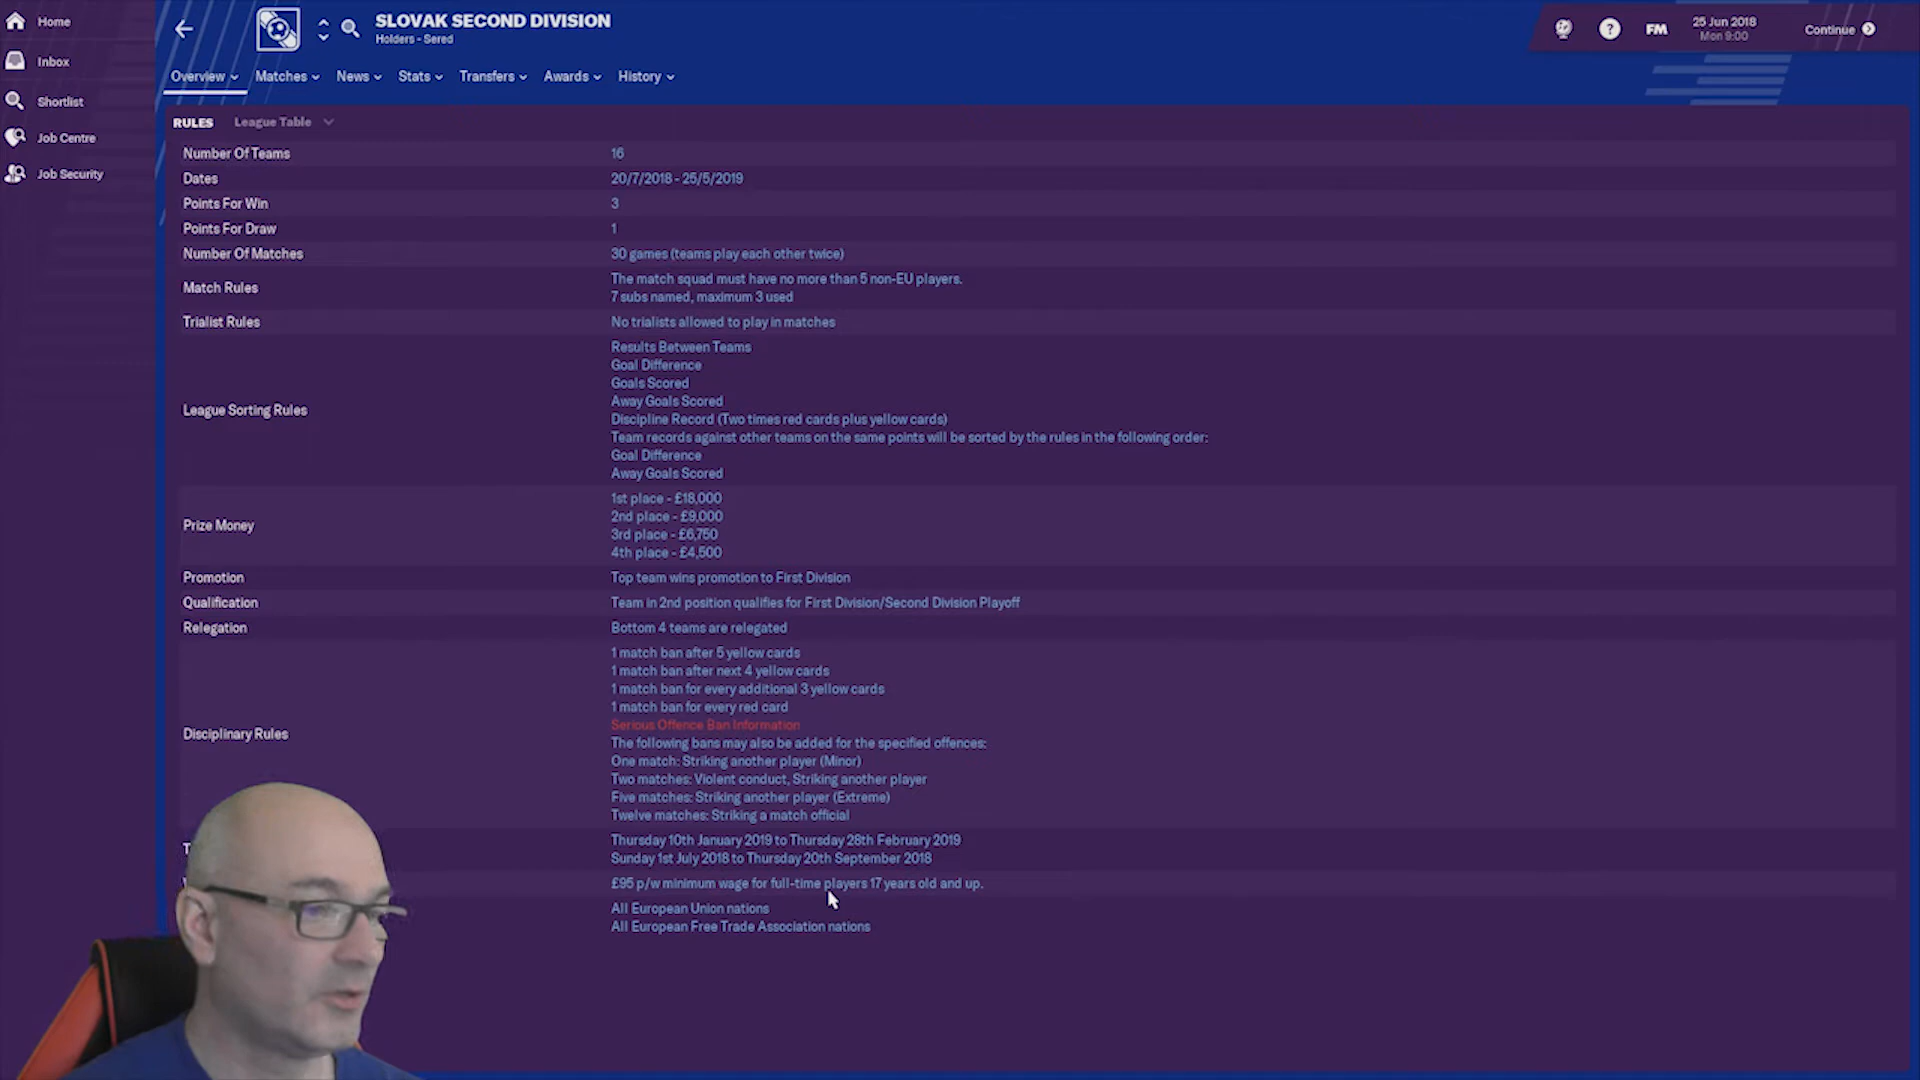 Home
Inbox
Shortlist
Job Centre
Job Security
SLOVAK SECOND DIVISION
Holders - Sered
FM
25 Jun 2018
Mon 9:00
Continue
Overview
Matches
News
Stats
Transfers
Awards
History
RULES League Table
Number Of Teams 16
Dates 20/7/2018 - 25/5/2019
Points For Win 3
Points For Draw 1
Number Of Matches 30 games (teams play each other twice)
Match Rules
The match squad must have no more than 5 non-EU players.
7 subs named, maximum 3 used
Trialist Rules No trialists allowed to play in matches
League Sorting Rules
Results Between Teams
Goal Difference
Goals Scored
Away Goals Scored
Discipline Record (Two times red cards plus yellow cards)
Team records against other teams on the same points will be sorted by the rules in the following order:
Goal Difference
Away Goals Scored
Prize Money
1st place - £18,000
2nd place - £9,000
3rd place - £6,750
4th place - £4,500
Promotion Top team wins promotion to First Division
Qualification Team in 2nd position qualifies for First Division/Second Division Playoff
Relegation Bottom 4 teams are relegated
Disciplinary Rules
1 match ban after 5 yellow cards
1 match ban after next 4 yellow cards
1 match ban for every additional 3 yellow cards
1 match ban for every red card
Serious Offence Ban Information
The following bans may also be added for the specified offences:
One match: Striking another player (Minor)
Two matches: Violent conduct, Striking another player
Five matches: Striking another player (Extreme)
Twelve matches: Striking a match official
Thursday 10th January 2019 to Thursday 28th February 2019
Sunday 1st July 2018 to Thursday 20th September 2018
£95 p/w minimum wage for full-time players 17 years old and up.
All European Union nations
All European Free Trade Association nations